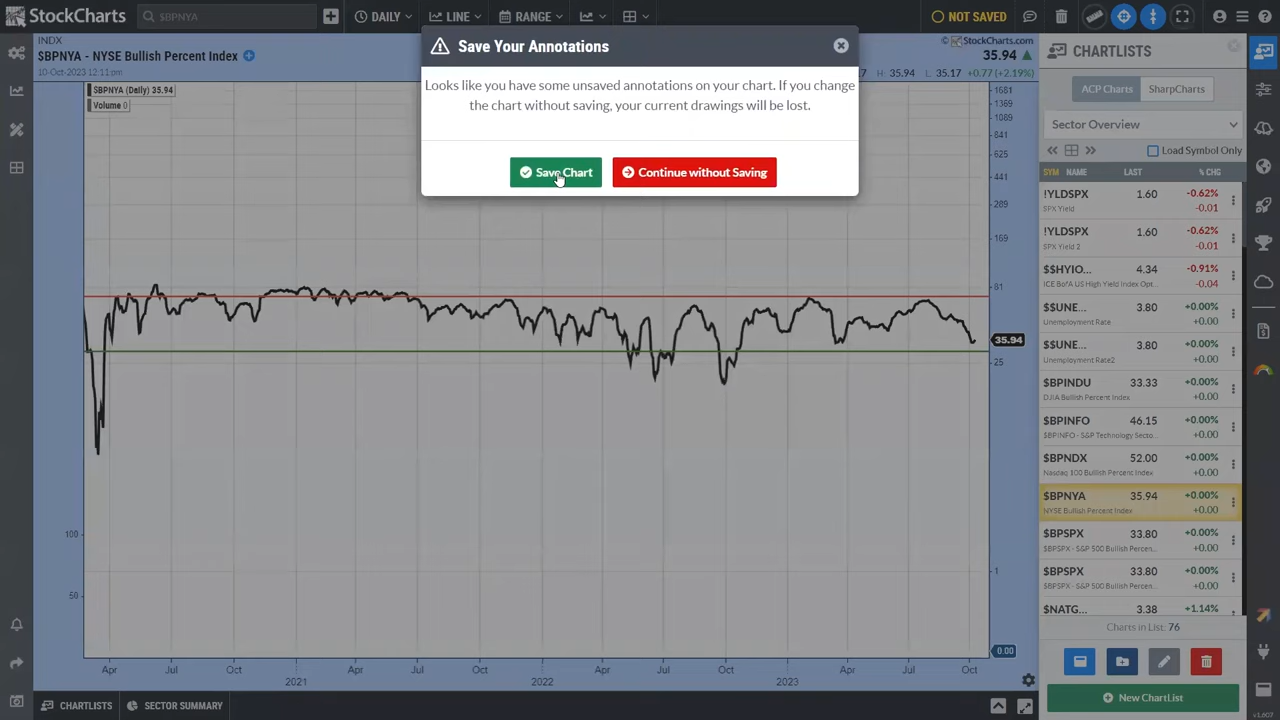 StockCharts
$BPNYA
DAILY
LINE
RANGE
NOT SAVED
INDX
$BPNYA - NYSE Bullish Percent Index
10-Oct-2023 12:11pm
© StockCharts.com
35.94
H: 35.94 L: 35.17 +0.77 (+2.19%)
$BPNYA (Daily) 35.94
Volume 0
Save Your Annotations
Looks like you have some unsaved annotations on your chart. If you change
the chart without saving, your current drawings will be lost.
Save Chart
Continue without Saving
1681
1369
1089
841
635
441
289
169
81
35.94
25
1
0.00
100
50
Apr Jul Oct 2021 Apr Jul Oct 2022 Apr Jul Oct 2023 Apr Jul Oct
CHARTLISTS
ACP Charts SharpCharts
Sector Overview
Load Symbol Only
SYM NAME LAST % CHG
!YLDSPX 1.60 -0.62%
SPX Yield -0.01
!YLDSPX 1.60 -0.62%
SPX Yield 2 -0.01
$$HYIO... 4.34 -0.91%
ICE BofA US High Yield Index Opt... -0.04
$$UNE... 3.80 +0.00%
Unemployment Rate +0.00
$$UNE... 3.80 +0.00%
Unemployment Rate2 +0.00
$BPINDU 33.33 +0.00%
DJIA Bullish Percent Index +0.00
$BPINFO 46.15 +0.00%
$BPINFO - S&P Technology Secto... +0.00
$BPNDX 52.00 +0.00%
Nasdaq 100 Bullish Percent Index +0.00
$BPNYA 35.94 +0.00%
NYSE Bullish Percent Index +0.00
$BPSPX 33.80 +0.00%
$BPSPX - S&P 500 Bullish Percen... +0.00
$BPSPX 33.80 +0.00%
$BPSPX - S&P 500 Bullish Percen... +0.00
$NATG... 3.38 +1.14%
Charts in List: 76
New ChartList
CHARTLISTS
SECTOR SUMMARY
v1.607